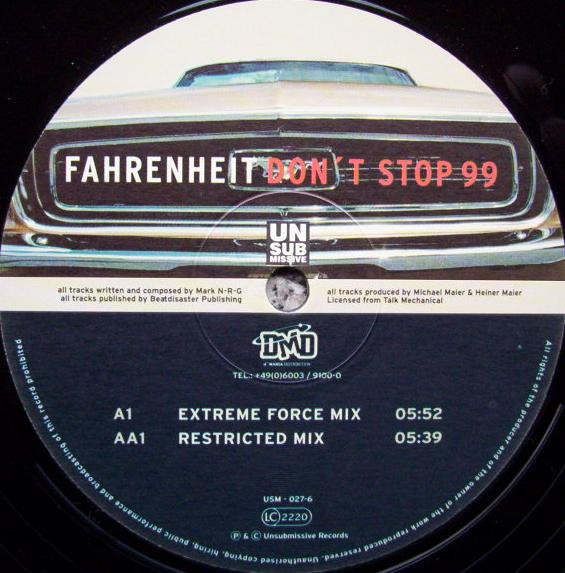 FAHRENHEIT DON'T STOP 99
UN
SUB
MISSIVE
all tracks written and composed by Mark N-R-G
all tracks published by Beatdisaster Publishing
all tracks produced by Michael Maier & Heiner Maier
Licensed from Talk Mechanical
DMD
TEL.: +49(0)6003 / 9100-0
A1 EXTREME FORCE MIX 05:52
AA1 RESTRICTED MIX 05:39
USM - 027-6
LC 2220
Ⓟ & © Unsubmissive Records
All rights of the producer and of the owner of the work reproduced reserved. Unauthorised copying, hiring, public performance and broadcasting of this record prohibited